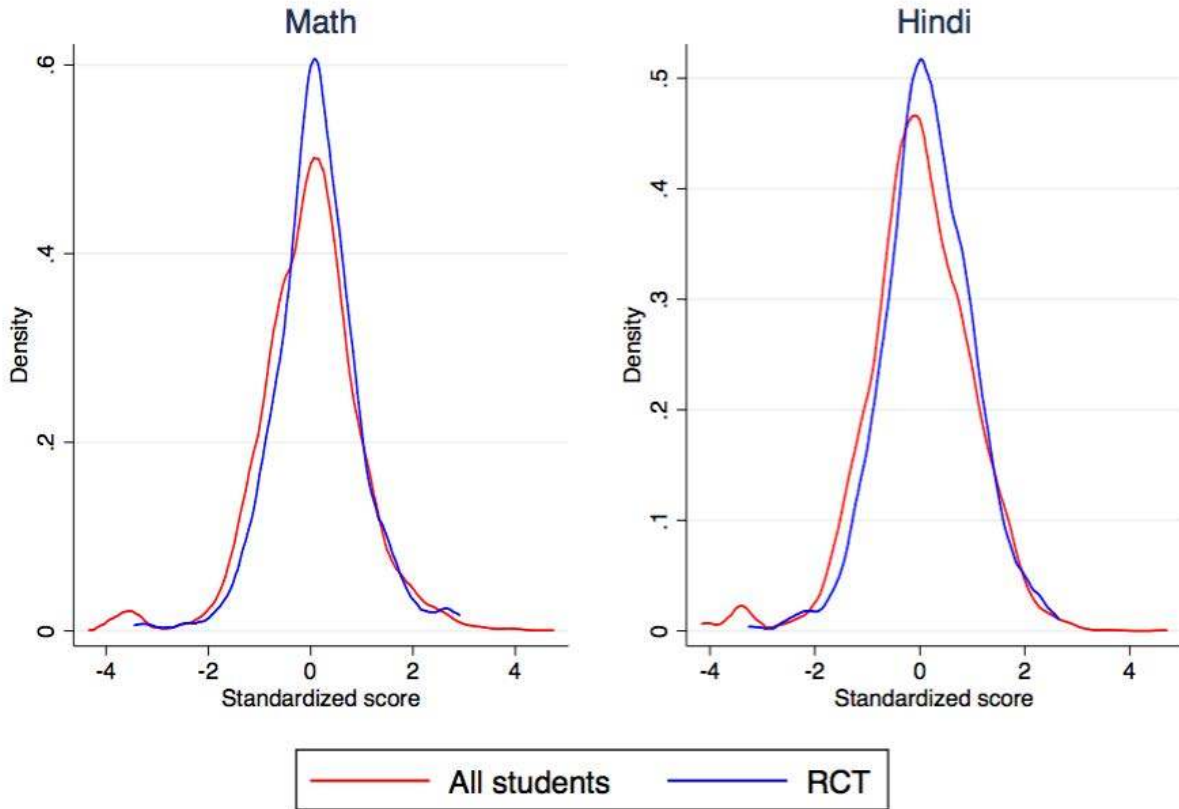 Math
Hindi
.6
.4
.2
0
Density
-4 -2 0 2 4
Standardized score
.5
.4
.3
.2
.1
0
Density
-4 -2 0 2 4
Standardized score
All students RCT